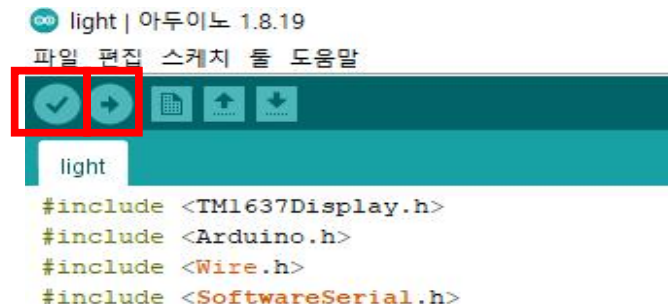 light | 아두이노 1.8.19
파일 편집 스케치 툴 도움말
light
#include <TM1637Display.h>
#include <Arduino.h>
#include <Wire.h>
#include <SoftwareSerial.h>